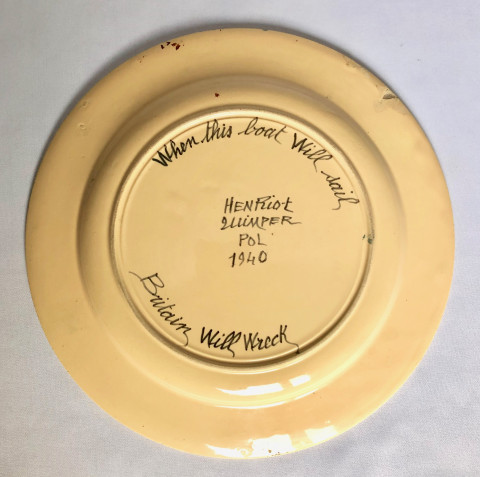 When this boat Will sail
HENRiot
QUIMPER
POL
1940
Britain Will Wreck